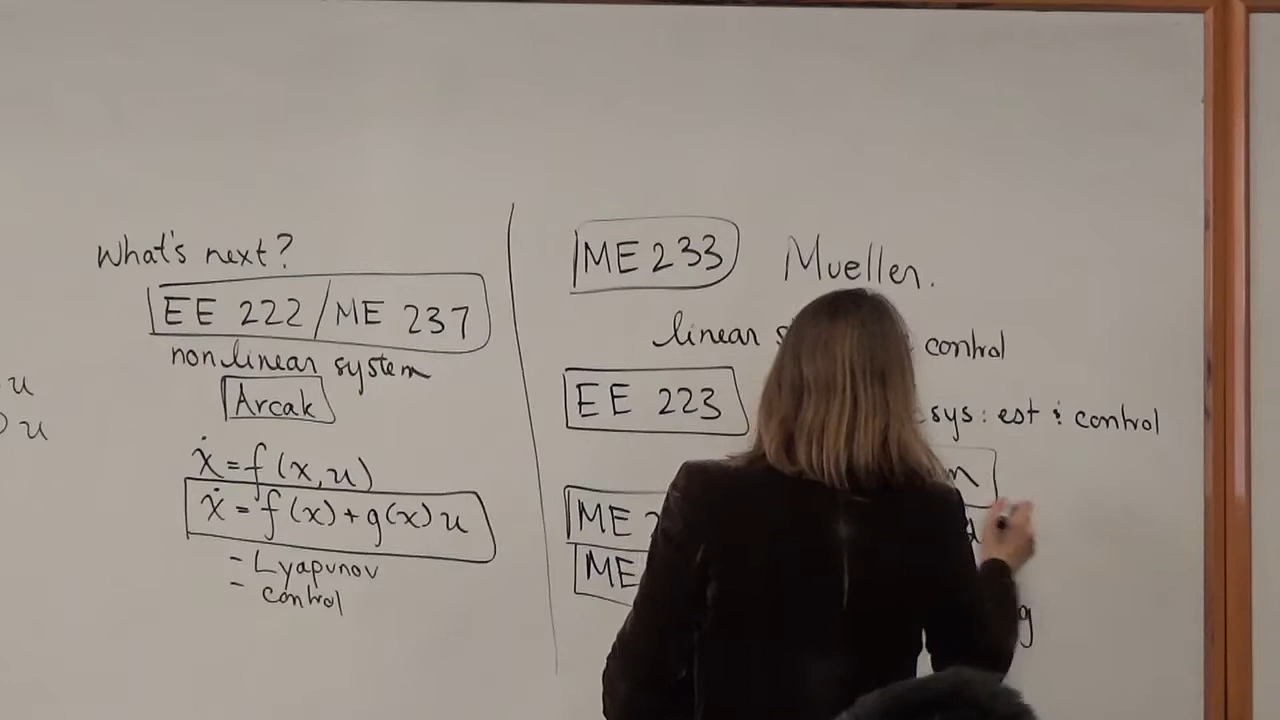 What's next?
EE 222 / ME 237
nonlinear system
Arcak
ẋ = f(x,u)
ẋ = f(x) + g(x) u
- Lyapunov
- control
u
u
ME 233 Mueller.
linear control
EE 223 sys: est & control
ME
ME